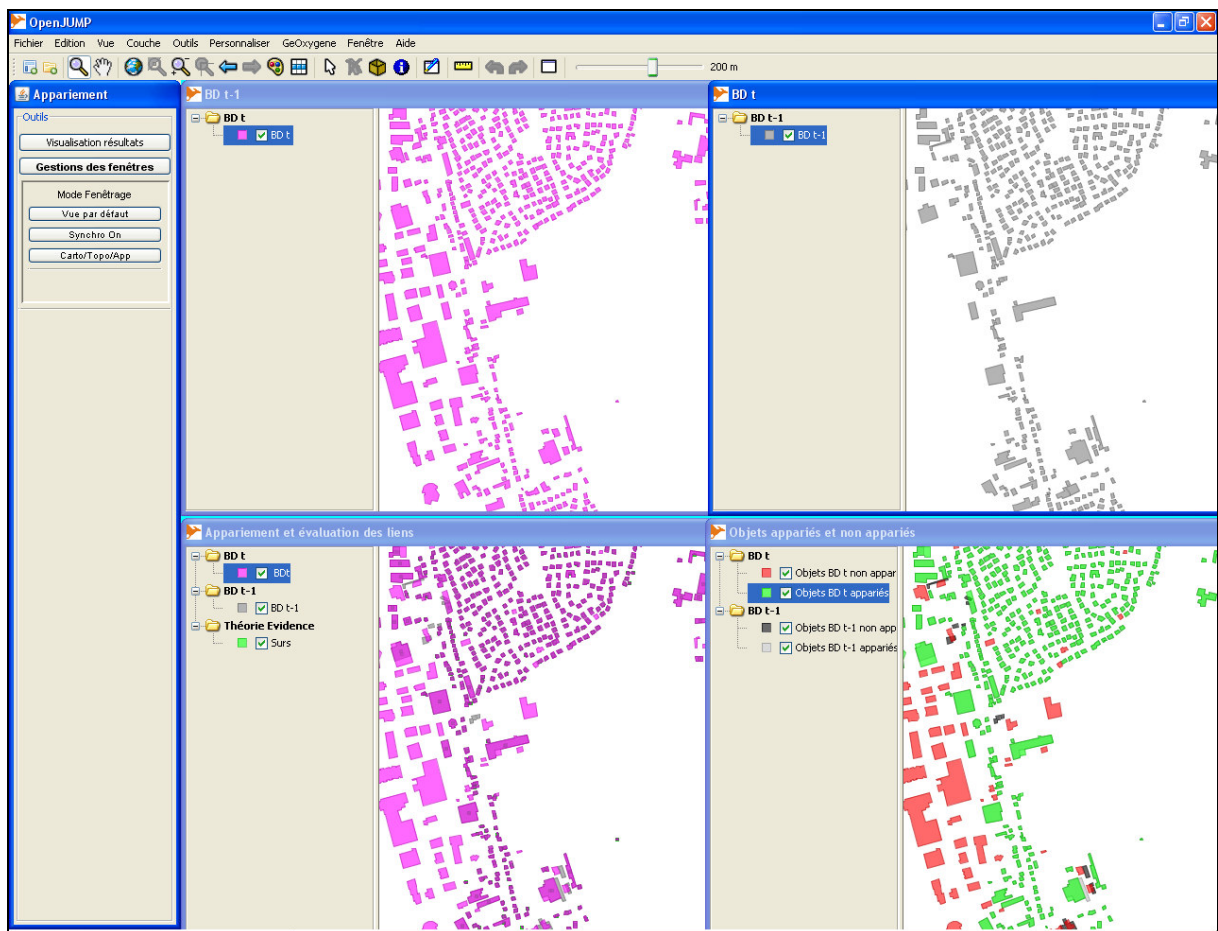 OpenJUMP
Fichier Edition Vue Couche Outils Personnaliser GeOxygene Fenêtre Aide
200 m
Appariement
Outils
Visualisation résultats
Gestions des fenêtres
Mode Fenêtrage
Vue par défaut
Synchro On
Carto/Topo/App
BD t-1
BD t
BD t
BD t
BD t-1
BD t-1
Appariement et évaluation des liens
BD t
BDt
BD t-1
BD t-1
Théorie Evidence
Surs
Objets appariés et non appariés
BD t
Objets BD t non appar
Objets BD t appariés
BD t-1
Objets BD t-1 non app
Objets BD t-1 appariés